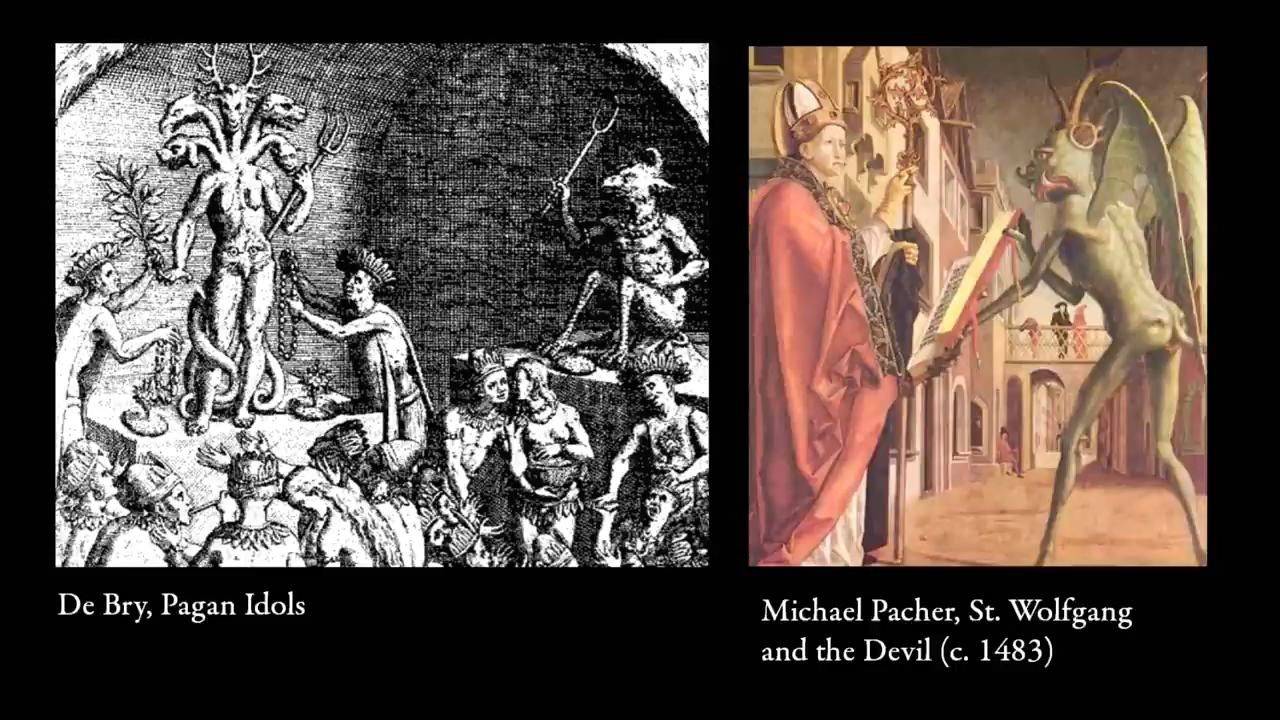 De Bry, Pagan Idols
Michael Pacher, St. Wolfgang
and the Devil (c. 1483)